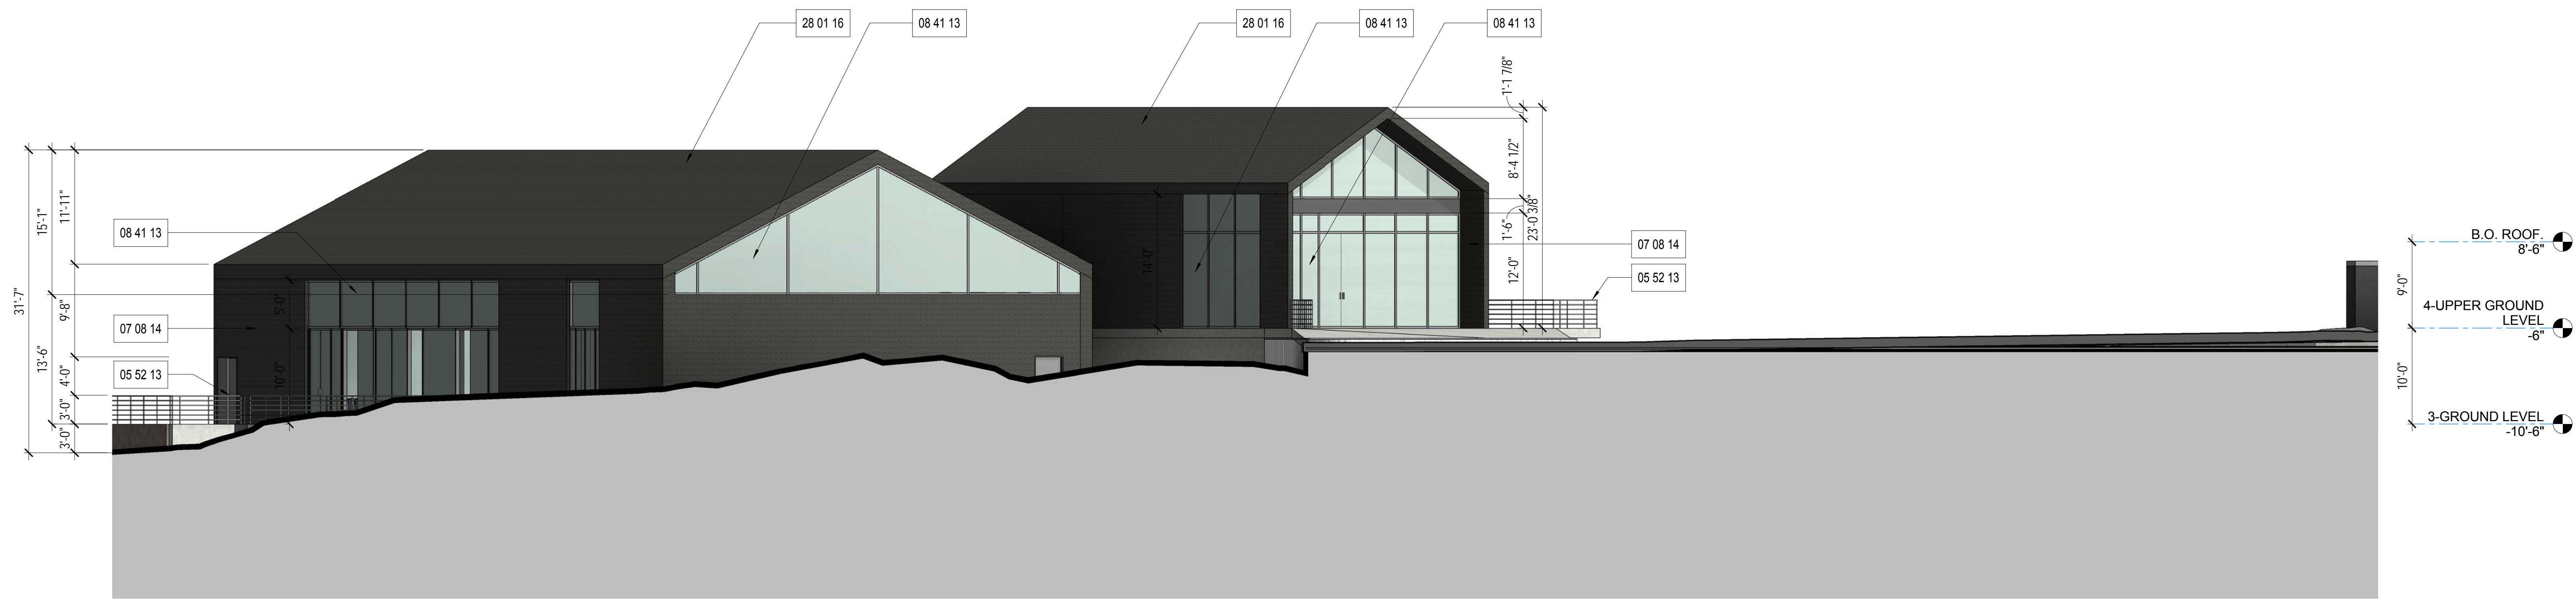 28 01 16
08 41 13
28 01 16
08 41 13
08 41 13
1'-1 7/8"
8'-4 1/2"
1'-6"
23'-0 3/8"
12'-0"
14'-0"
07 08 14
05 52 13
31'-7"
15'-1"
11'-11"
08 41 13
9'-8"
13'-6"
4'-0"
3'-0"
3'-0"
07 08 14
05 52 13
5'-0"
10'-0"
B.O. ROOF.
8'-6"
9'-0"
4-UPPER GROUND
LEVEL
-6"
10'-0"
3-GROUND LEVEL
-10'-6"